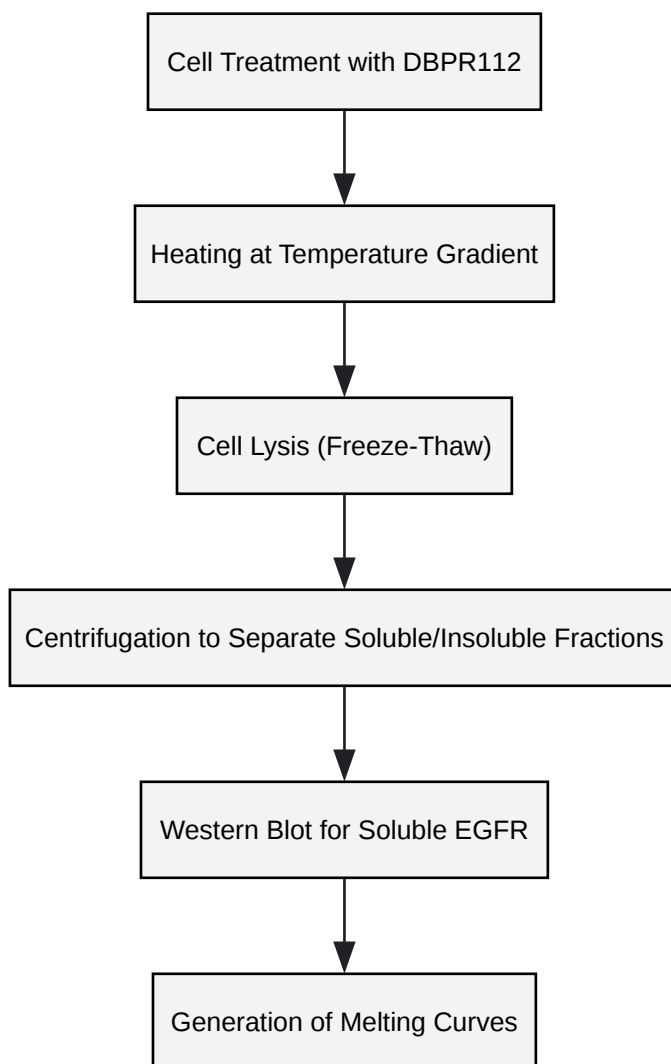 Cell Treatment with DBPR112
Heating at Temperature Gradient
Cell Lysis (Freeze-Thaw)
Centrifugation to Separate Soluble/Insoluble Fractions
Western Blot for Soluble EGFR
Generation of Melting Curves